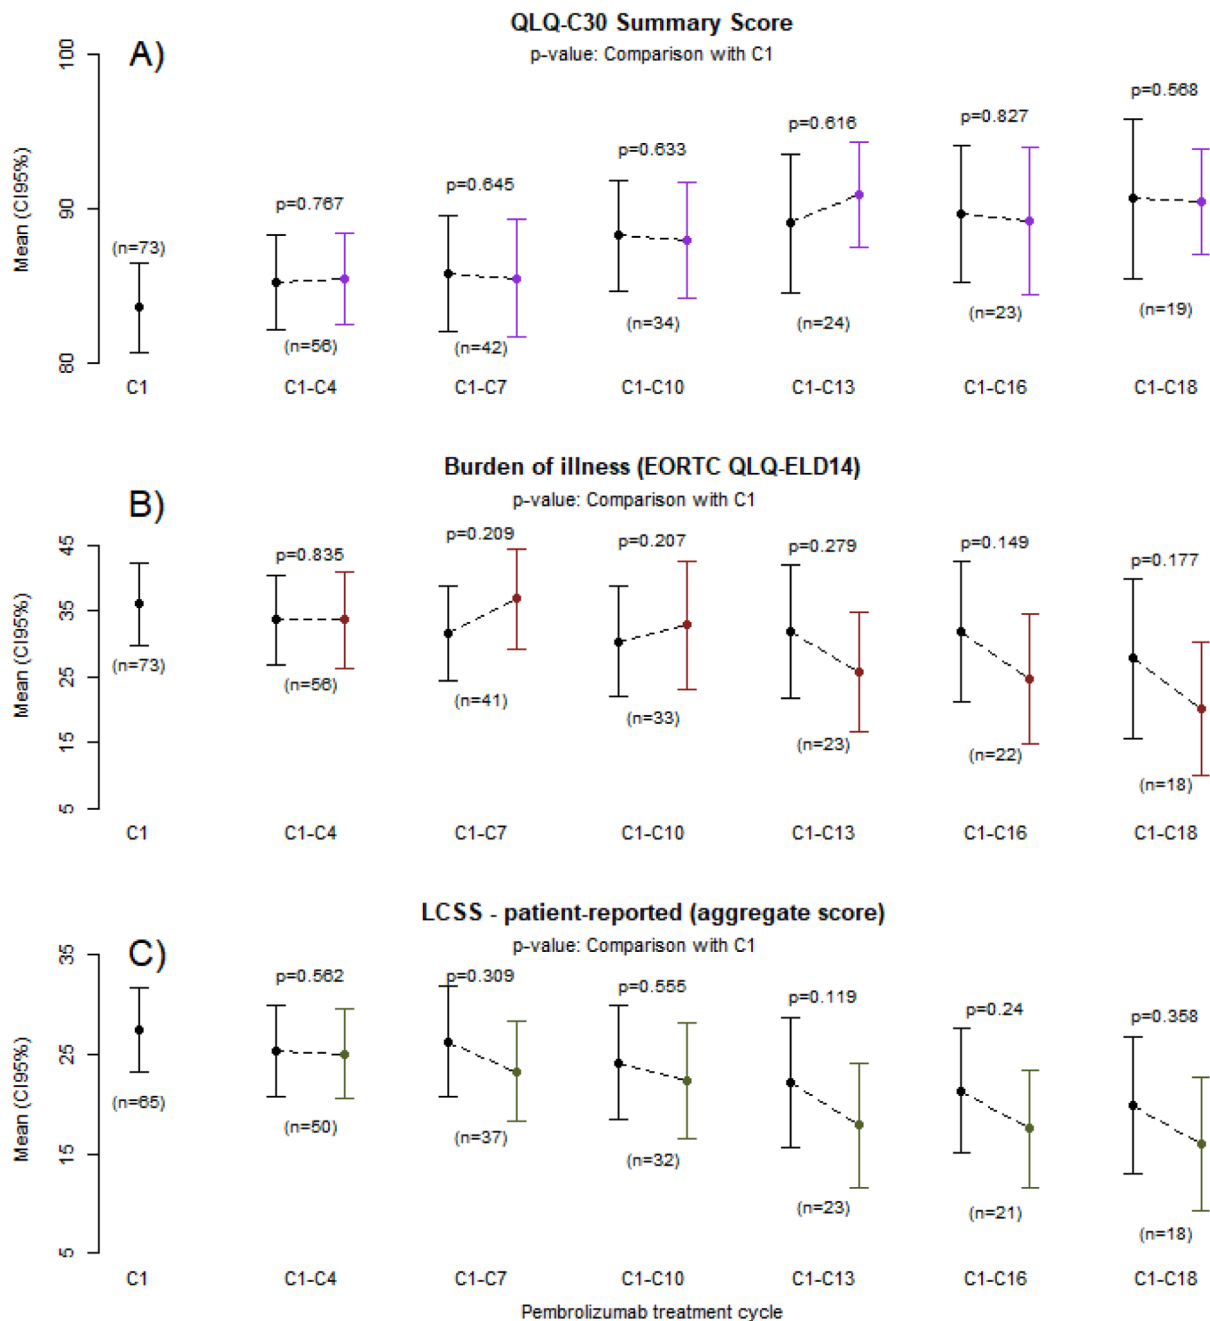 QLQ-C30 Summary Score
A)
p-value: Comparison with C1
Mean (CI95%)
100
90
80
(n=73)
p=0.767
p=0.645
p=0.633
p=0.616
p=0.827
p=0.568
(n=56)
(n=42)
(n=34)
(n=24)
(n=23)
(n=19)
C1
C1-C4
C1-C7
C1-C10
C1-C13
C1-C16
C1-C18
Burden of illness (EORTC QLQ-ELD14)
B)
p-value: Comparison with C1
Mean (CI95%)
45
35
25
15
5
(n=73)
p=0.835
p=0.209
p=0.207
p=0.279
p=0.149
p=0.177
(n=56)
(n=41)
(n=33)
(n=23)
(n=22)
(n=18)
C1
C1-C4
C1-C7
C1-C10
C1-C13
C1-C16
C1-C18
LCSS - patient-reported (aggregate score)
C)
p-value: Comparison with C1
Mean (CI95%)
35
25
15
5
(n=65)
p=0.562
p=0.309
p=0.555
p=0.119
p=0.24
p=0.358
(n=50)
(n=37)
(n=32)
(n=23)
(n=21)
(n=18)
C1
C1-C4
C1-C7
C1-C10
C1-C13
C1-C16
C1-C18
Pembrolizumab treatment cycle